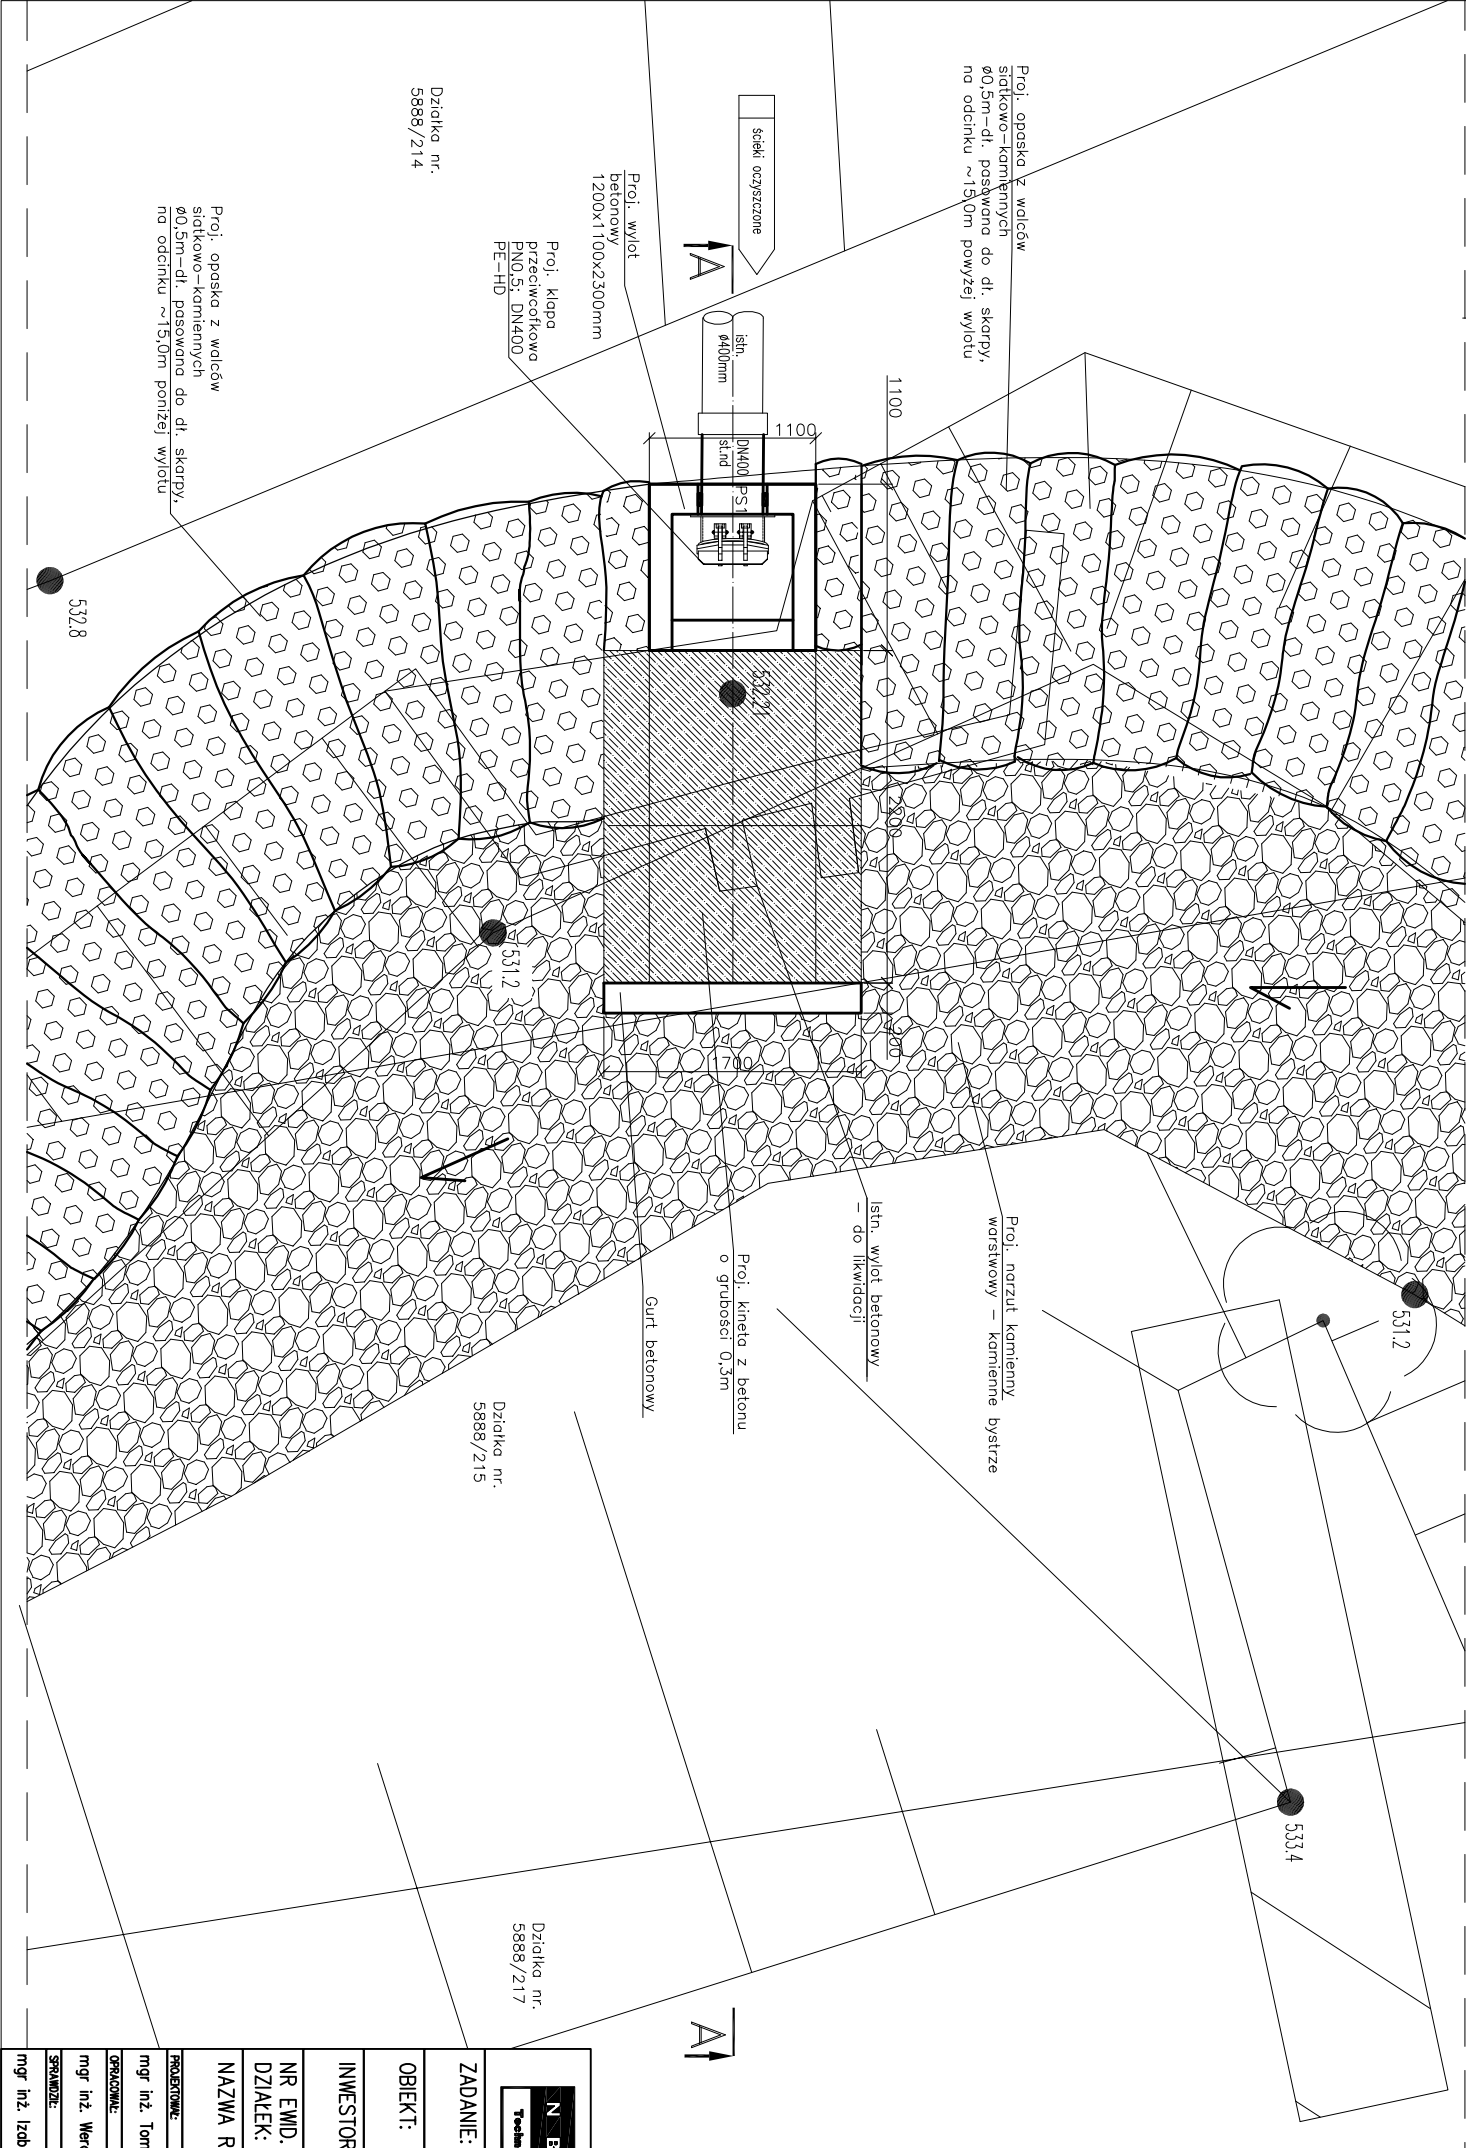 Proj. opaska z walców
siatkowo-kamiennych
ø0,5m-dł. pasowana do dł. skarpy,
na odcinku ~15,0m powyżej wylotu
ścieki oczyszczone
Działka nr.
5888/214
Proj. wylot
betonowy
1200x1100x2300mm
Proj. klapa
przeciwcofkowa
PN0,5; DN400
PE-HD
Proj. opaska z walców
siatkowo-kamiennych
ø0,5m-dł. pasowana do dł. skarpy,
na odcinku ~15,0m poniżej wylotu
A
istn.
ø400mm
1100
1100
DN400
st.nd
532.8
532.21
2200
531.2
200
1700
Istn. wylot betonowy
- do likwidacji
Proj. narzut kamienny
warstwowy - kamienne bystrze
Proj. kineta z betonu
o grubości 0,3m
Gurt betonowy
531.2
Działka nr.
5888/215
533.4
Działka nr.
5888/217
A
N
ZADANIE:
OBIEKT:
INWESTOR
NR EWID.
DZIAŁEK:
NAZWA R
PROJEKTOWAŁ:
mgr inż. Tom
OPRACOWAŁ:
mgr inż. Wero
SPRAWDZIŁ:
mgr inż. Izab